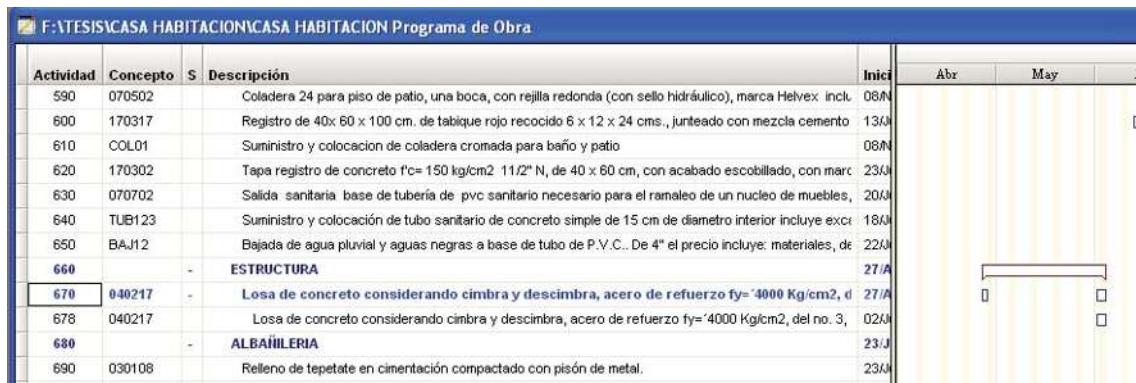 F:\TESIS\CASA HABITACION\CASA HABITACION Programa de Obra
Actividad Concepto S Descripción Inici Abr May
590 070502 Coladera 24 para piso de patio, una boca, con rejilla redonda (con sello hidráulico), marca Helvex inclu 08/N
600 170317 Registro de 40x 60 x 100 cm. de tabique rojo recocido 6 x 12 x 24 cms., junteado con mezcla cemento 13/Ju
610 COL01 Suministro y colocacion de coladera cromada para baño y patio 08/N
620 170302 Tapa registro de concreto f'c= 150 kg/cm2 11/2" N, de 40 x 60 cm, con acabado escobillado, con marc 23/Ju
630 070702 Salida sanitaria base de tubería de pvc sanitario necesario para el ramaleo de un nucleo de muebles, 20/Ju
640 TUB123 Suministro y colocación de tubo sanitario de concreto simple de 15 cm de diametro interior incluye exca 18/Ju
650 BAJ12 Bajada de agua pluvial y aguas negras a base de tubo de P.V.C.. De 4" el precio incluye: materiales, de 22/Ju
660 - ESTRUCTURA 27/A
670 040217 - Losa de concreto considerando cimbra y descimbra, acero de refuerzo fy=´4000 Kg/cm2, d 27/A
678 040217 Losa de concreto considerando cimbra y descimbra, acero de refuerzo fy=´4000 Kg/cm2, del no. 3, 02/Ju
680 - ALBAÑILERIA 23/J
690 030108 Relleno de tepetate en cimentación compactado con pisón de metal. 23/Ju